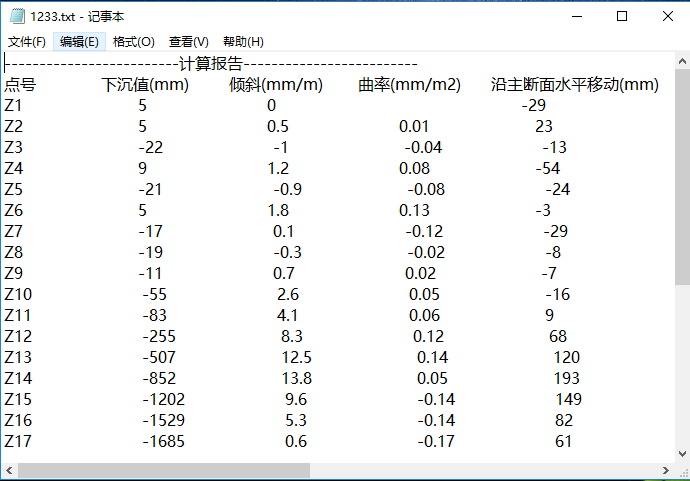 1233.txt - 记事本
文件(F) 编辑(E) 格式(O) 查看(V) 帮助(H)
-------------------------计算报告-------------------------
点号 下沉值(mm) 倾斜(mm/m) 曲率(mm/m2) 沿主断面水平移动(mm)
Z1 5 0 -29
Z2 5 0.5 0.01 23
Z3 -22 -1 -0.04 -13
Z4 9 1.2 0.08 -54
Z5 -21 -0.9 -0.08 -24
Z6 5 1.8 0.13 -3
Z7 -17 0.1 -0.12 -29
Z8 -19 -0.3 -0.02 -8
Z9 -11 0.7 0.02 -7
Z10 -55 2.6 0.05 -16
Z11 -83 4.1 0.06 9
Z12 -255 8.3 0.12 68
Z13 -507 12.5 0.14 120
Z14 -852 13.8 0.05 193
Z15 -1202 9.6 -0.14 149
Z16 -1529 5.3 -0.14 82
Z17 -1685 0.6 -0.17 61